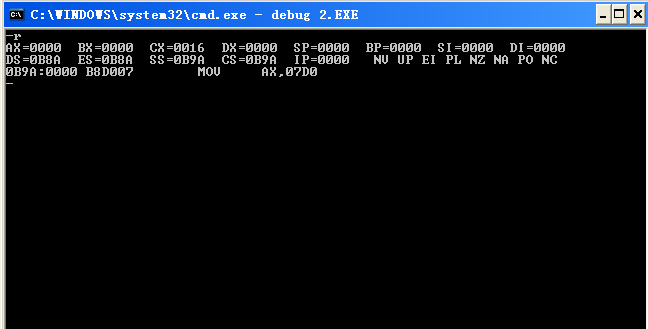 C:\WINDOWS\system32\cmd.exe - debug 2.EXE
-r
AX=0000 BX=0000 CX=0016 DX=0000 SP=0000 BP=0000 SI=0000 DI=0000
DS=0B8A ES=0B8A SS=0B9A CS=0B9A IP=0000 NV UP EI PL NZ NA PO NC
0B9A:0000 B8D007 MOV AX,07D0
-